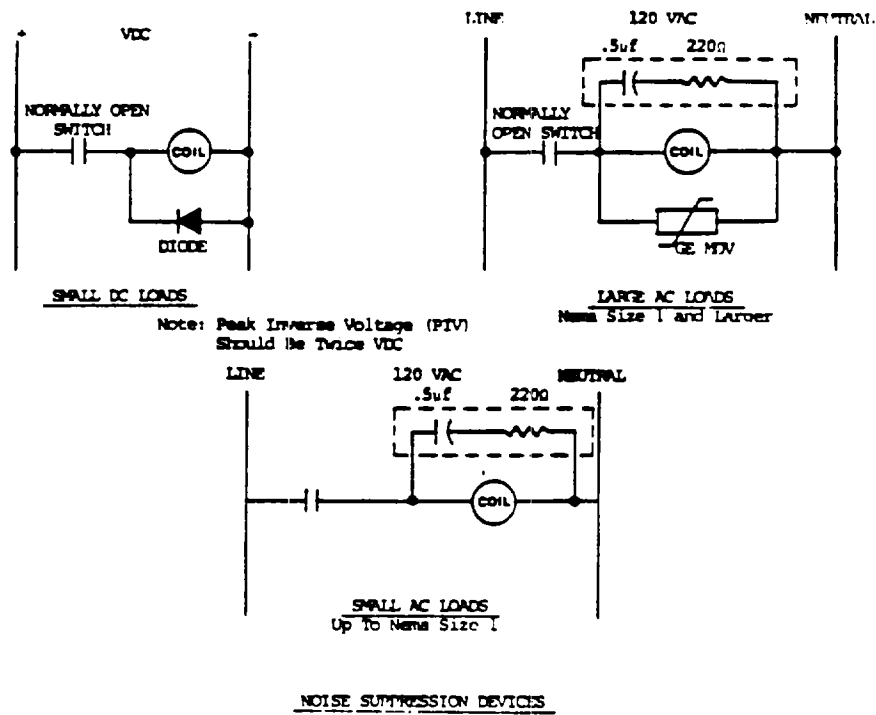 + VDC -
NORMALLY OPEN
SWITCH
COIL
DIODE
SMALL DC LOADS
LINE 120 VAC NEUTRAL
.5uf 220Ω
NORMALLY
OPEN SWITCH
COIL
GE MOV
LARGE AC LOADS
Nema Size I and Larger
Note: Peak Inverse Voltage (PIV)
Should Be Twice VDC
LINE 120 VAC NEUTRAL
.5uf 220Ω
COIL
SMALL AC LOADS
Up To Nema Size I
NOISE SUPPRESSION DEVICES